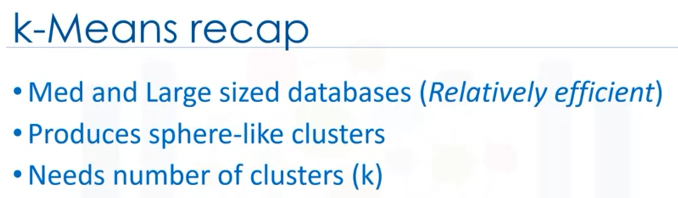 k-Means recap
• Med and Large sized databases (Relatively efficient)
• Produces sphere-like clusters
• Needs number of clusters (k)